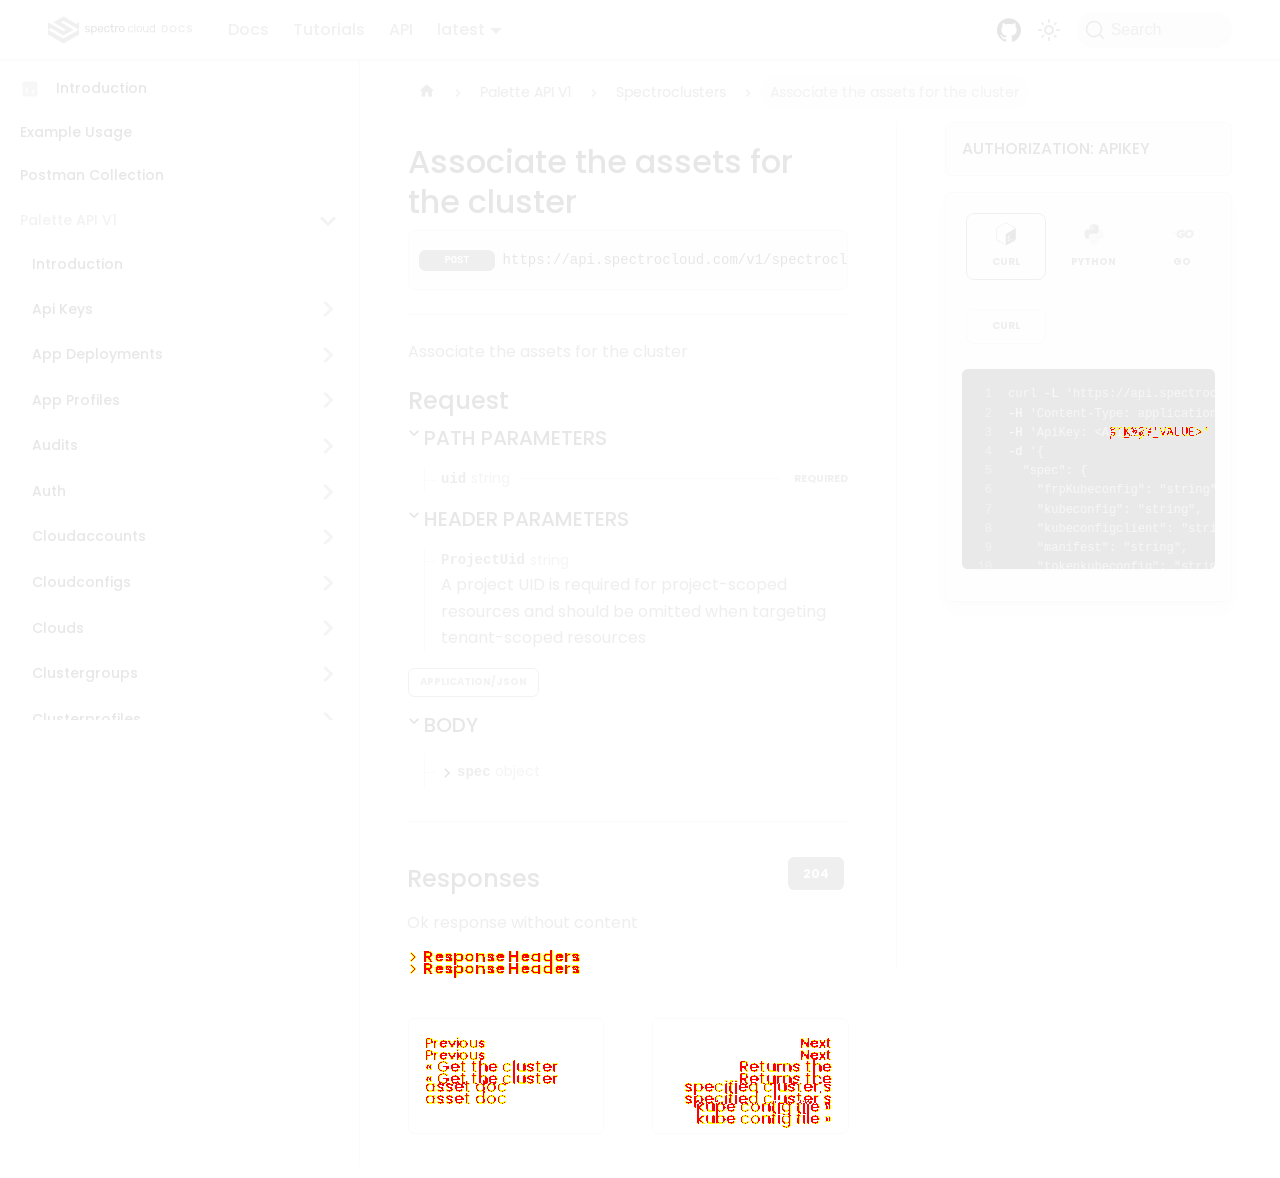 spectro cloud DOCS
Docs Tutorials API latest
Search
Introduction
Example Usage
Postman Collection
Palette API V1
Introduction
Api Keys
App Deployments
App Profiles
Audits
Auth
Cloudaccounts
Cloudconfigs
Clouds
Clustergroups
Clusterprofiles
Palette API V1 > Spectroclusters > Associate the assets for the cluster
Associate the assets for
the cluster
POST https://api.spectrocloud.com/v1/spectrocl
Associate the assets for the cluster
Request
PATH PARAMETERS
uid string REQUIRED
HEADER PARAMETERS
ProjectUid string
A project UID is required for project-scoped
resources and should be omitted when targeting
tenant-scoped resources
APPLICATION/JSON
BODY
spec object
Responses 204
Ok response without content
> Response Headers
> Response Headers
Previous
Previous
« Get the cluster
« Get the cluster
asset doc
asset doc
Next
Next
Returns the
Returns the
specified cluster's
specified cluster's
kube config file »
kube config file »
AUTHORIZATION: APIKEY
CURL PYTHON GO
CURL
1 curl -L 'https://api.spectroc
2 -H 'Content-Type: application
3 -H 'ApiKey: <A
4 -d '{
5 "spec": {
6 "frpKubeconfig": "string"
7 "kubeconfig": "string",
8 "kubeconfigclient": "stri
9 "manifest": "string",
10 "tokenkubeconfig": "strin